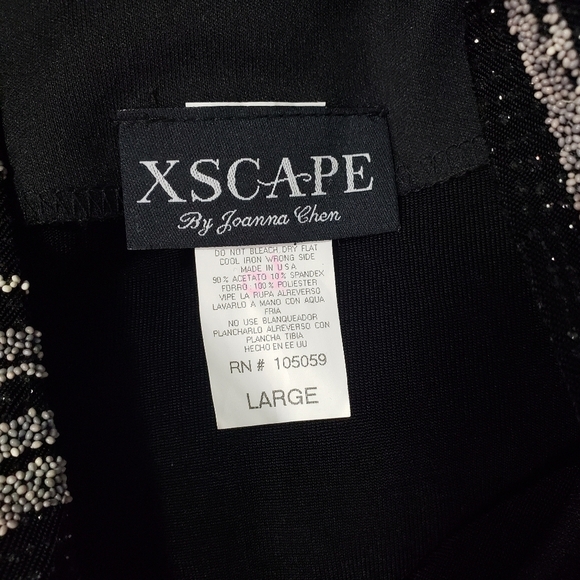 XSCAPE
By Joanna Chen
DO NOT BLEACH.DRY FLAT
COOL IRON WRONG SIDE
MADE IN U S A
90 % ACETATO 10 % SPANDEX
FORRO: 100 % POLIESTER
VIPE LA RUPA ALREVERSO
LAVARLO A MANO CON AQUA
FRIA
NO USE BLANQUEADOR
PLANCHARLO ALREVERSO CON
PLANCHA TIBIA
HECHO EN EE UU
RN # 105059
LARGE